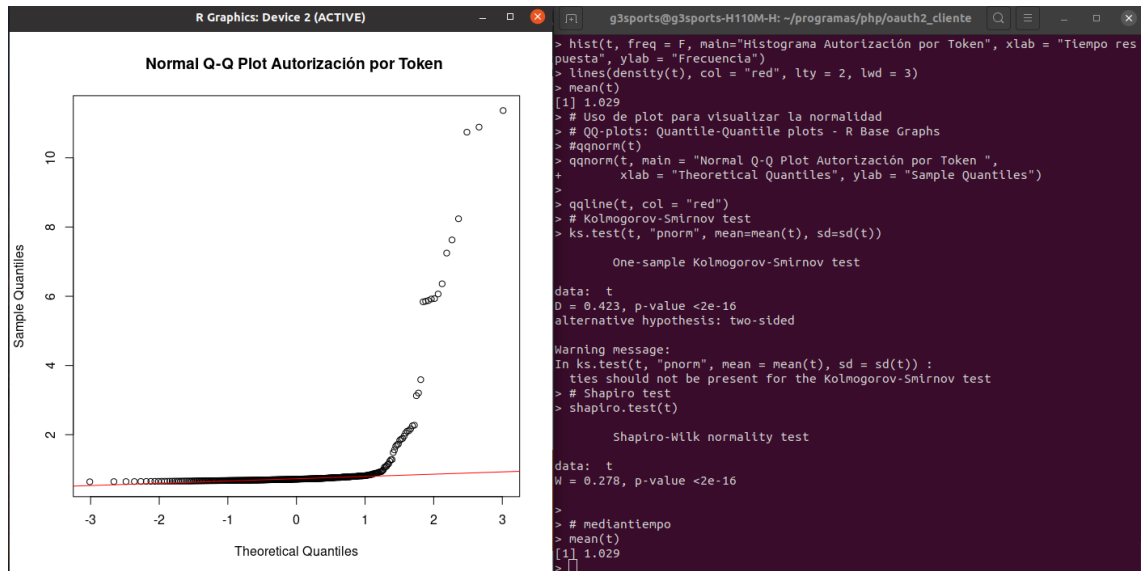 R Graphics: Device 2 (ACTIVE)
Normal Q-Q Plot Autorización por Token
10
8
6
4
2
Sample Quantiles
-3 -2 -1 0 1 2 3
Theoretical Quantiles
g3sports@g3sports-H110M-H: ~/programas/php/oauth2_cliente
> hist(t, freq = F, main="Histograma Autorización por Token", xlab = "Tiempo res
puesta", ylab = "Frecuencia")
> lines(density(t), col = "red", lty = 2, lwd = 3)
> mean(t)
[1] 1.029
> # Uso de plot para visualizar la normalidad
> # QQ-plots: Quantile-Quantile plots - R Base Graphs
> #qqnorm(t)
> qqnorm(t, main = "Normal Q-Q Plot Autorización por Token ",
+        xlab = "Theoretical Quantiles", ylab = "Sample Quantiles")
>
> qqline(t, col = "red")
> # Kolmogorov-Smirnov test
> ks.test(t, "pnorm", mean=mean(t), sd=sd(t))
One-sample Kolmogorov-Smirnov test
data:  t
D = 0.423, p-value <2e-16
alternative hypothesis: two-sided
Warning message:
In ks.test(t, "pnorm", mean = mean(t), sd = sd(t)) :
ties should not be present for the Kolmogorov-Smirnov test
> # Shapiro test
> shapiro.test(t)
Shapiro-Wilk normality test
data:  t
W = 0.278, p-value <2e-16
>
> # mediantiempo
> mean(t)
[1] 1.029
>